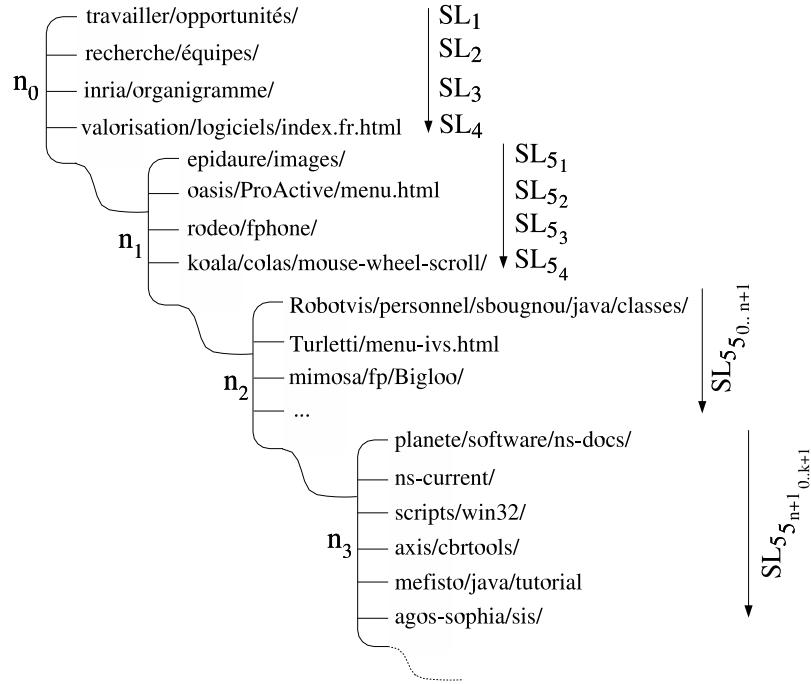 travailler/opportunités/ SL₁
recherche/équipes/ SL₂
n₀
inria/organigramme/ SL₃
valorisation/logiciels/index.fr.html SL₄
epidaure/images/ SL₅₁
oasis/ProActive/menu.html SL₅₂
n₁
rodeo/fphone/ SL₅₃
koala/colas/mouse-wheel-scroll/ SL₅₄
Robotvis/personnel/sbougnou/java/classes/
Turletti/menu-ivs.html
SL₅₅₀.. ₙ₊₁
n₂
mimosa/fp/Bigloo/
...
planete/software/ns-docs/
ns-current/
scripts/win32/
n₃
axis/cbrtools/
SL₅₅ₙ₊₁₀..ₖ₊₁
mefisto/java/tutorial
agos-sophia/sis/